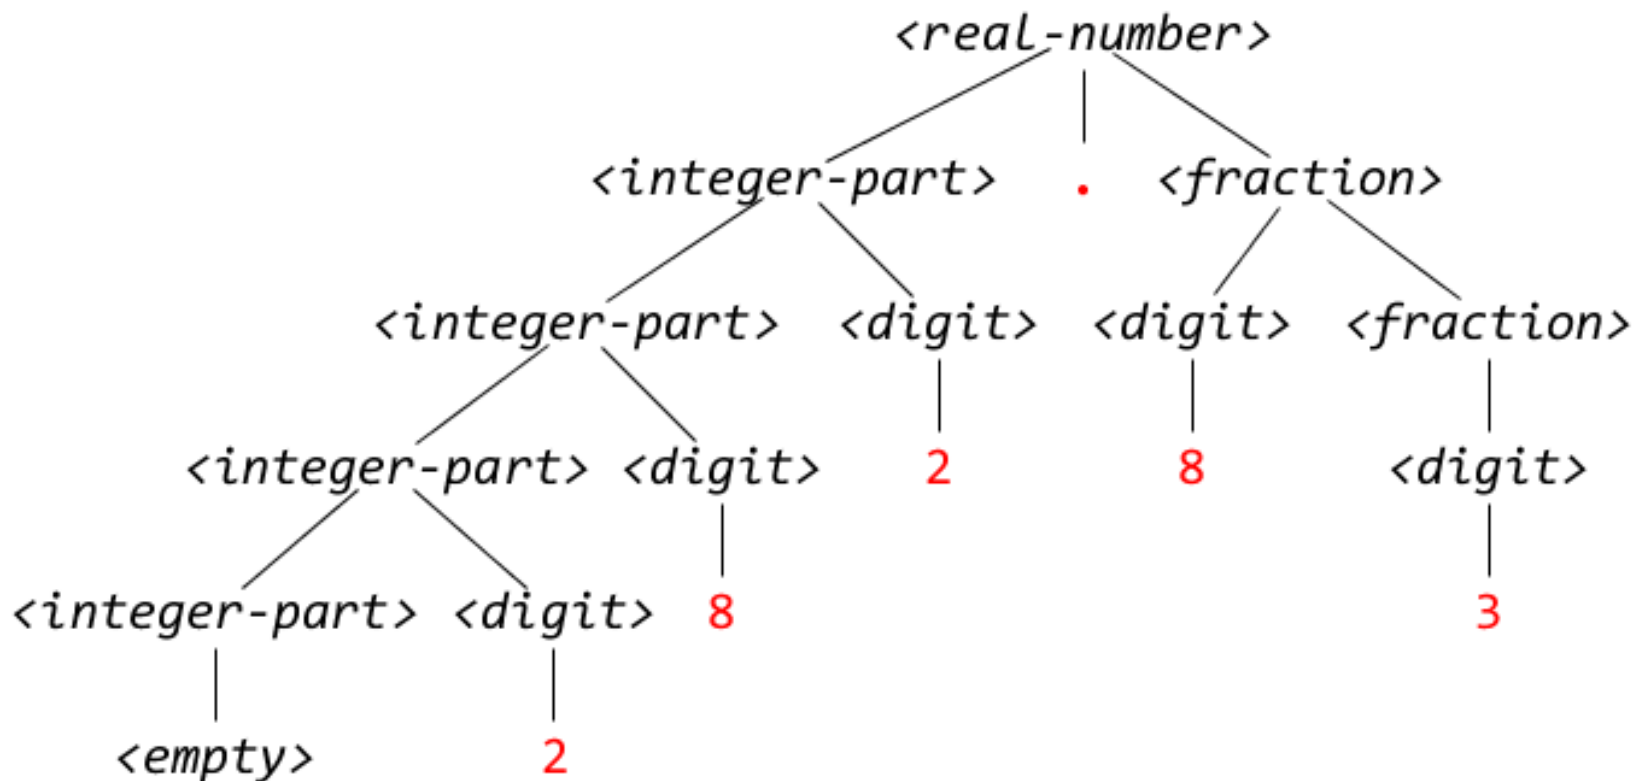 <real-number>
<integer-part> . <fraction>
<integer-part> <digit> <digit> <fraction>
<integer-part> <digit> 2 8 <digit>
<integer-part> <digit> 8 3
<empty> 2